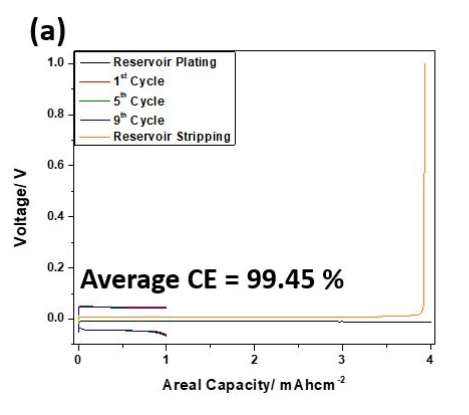 (a)
Reservoir Plating
1st Cycle
5th Cycle
9th Cycle
Reservoir Stripping
1.0
0.8
0.6
0.4
0.2
0.0
Voltage/ V
Average CE = 99.45 %
0
1
2
3
4
Areal Capacity/ mAhcm-2